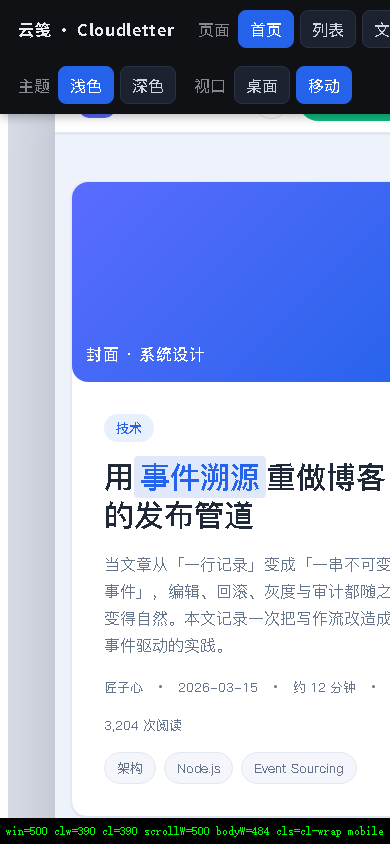 云笺 · Cloudletter 页面 首页 列表 文
主题 浅色 深色 视口 桌面 移动
封面 · 系统设计
技术
用 事件溯源 重做博客
的发布管道
当文章从「一行记录」变成「一串不可变
事件」，编辑、回滚、灰度与审计都随之
变得自然。本文记录一次把写作流改造成
事件驱动的实践。
匠子心 · 2026-03-15 · 约 12 分钟 ·
3,204 次阅读
架构 Node.js Event Sourcing
win=500 clw=390 cl=390 scrollW=500 bodyW=484 cls=cl-wrap mobile